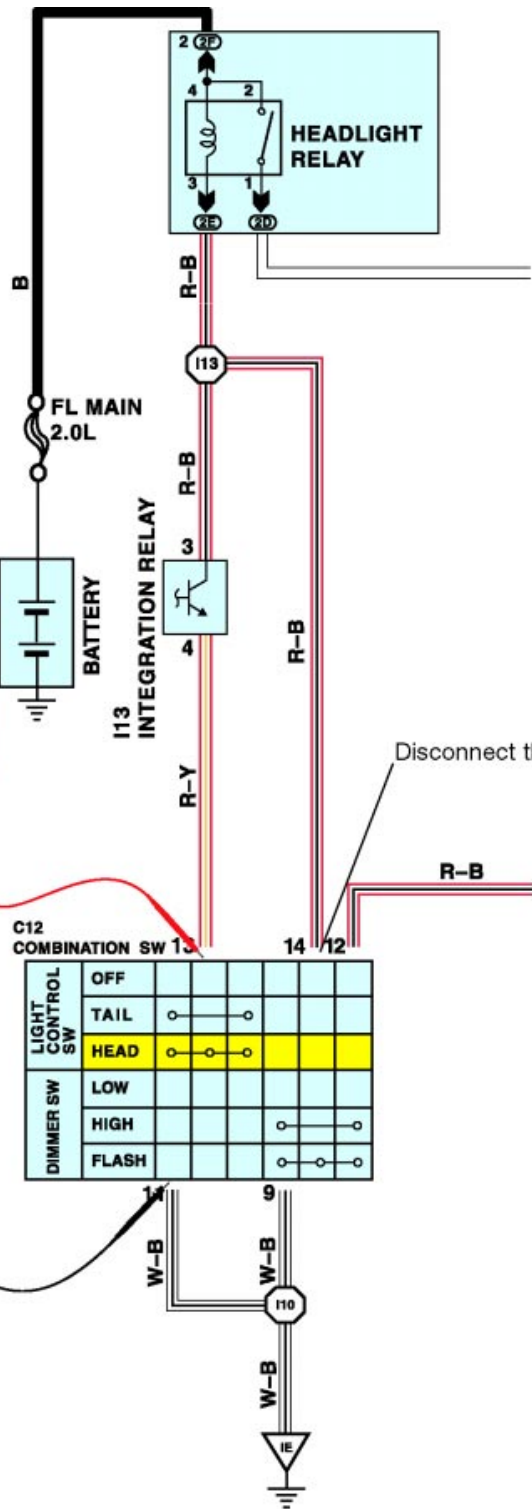 2 2F
4 2
HEADLIGHT
RELAY
3 1
2E 2D
B
R-B
I13
FL MAIN
2.0L
R-B
3
BATTERY
I13
INTEGRATION RELAY
4
R-B
R-Y
Disconnect t
R-B
C12
COMBINATION SW 13 14 12
LIGHT
CONTROL
SW
OFF
TAIL
HEAD
DIMMER SW
LOW
HIGH
FLASH
11 9
W-B W-B
I10
W-B
IE